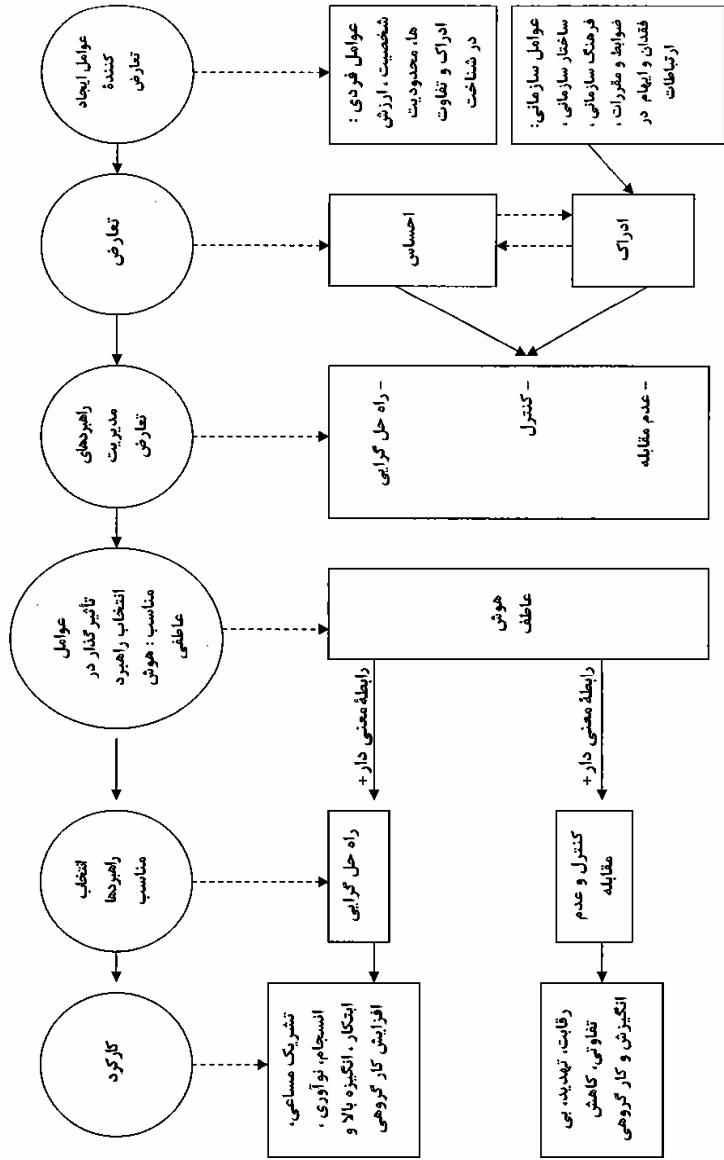 عوامل ایجاد
کنندهٔ
تعارض
عوامل فردی :
شخصیت ، ارزش
ها، محدودیت
ادراک و تفاوت
در شناخت
عوامل سازمانی:
ساختار سازمانی ،
فرهنگ سازمانی ،
ضوابط و مقررات ،
فقدان و ابهام در
ارتباطات
تعارض
احساس
ادراک
راهبردهای
مدیریت
تعارض
- راه حل گرایی
- کنترل
- عدم مقابله
عوامل
تأثیرگذار در
انتخاب راهبرد
مناسب : هوش
عاطفی
هوش
عاطف
رابطهٔ معنی دار+
رابطهٔ معنی دار+
انتخاب
راهبردها
مناسب
راه حل گرایی
کنترل و عدم
مقابله
کارکرد
تشریک مساعی،
انسجام، نوآوری ،
ابتکار ، انگیزه بالا و
افزایش کار گروهی
رقابت، تهدید، بی
تفاوتی، کاهش
انگیزش و کار گروهی